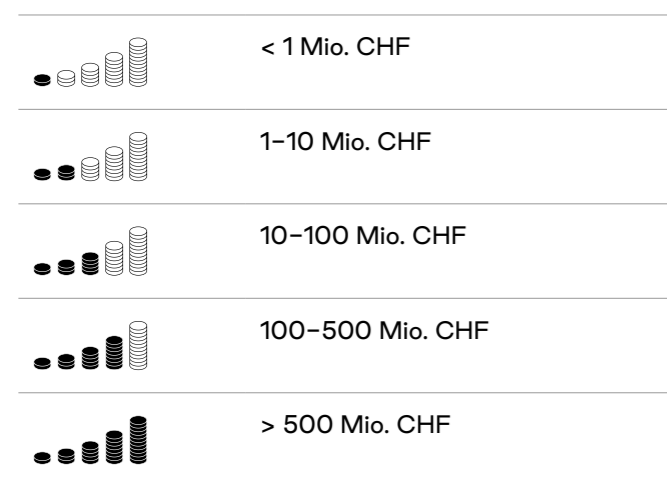 < 1 Mio. CHF
1–10 Mio. CHF
10–100 Mio. CHF
100–500 Mio. CHF
> 500 Mio. CHF